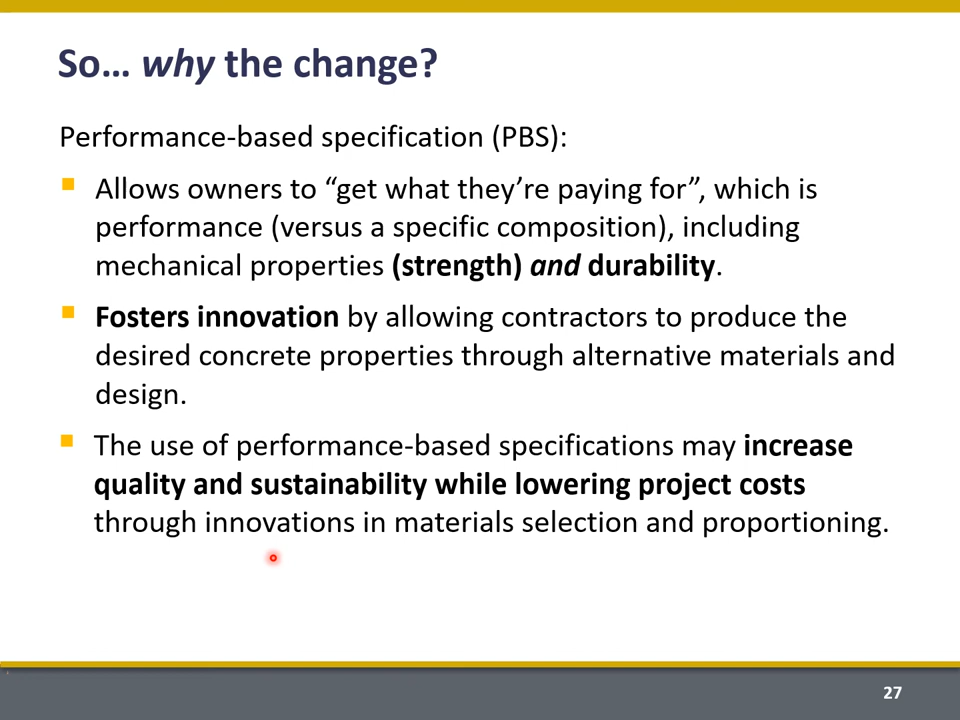 So… why the change?
Performance-based specification (PBS):
Allows owners to “get what they’re paying for”, which is
performance (versus a specific composition), including
mechanical properties (strength) and durability.
Fosters innovation by allowing contractors to produce the
desired concrete properties through alternative materials and
design.
The use of performance-based specifications may increase
quality and sustainability while lowering project costs
through innovations in materials selection and proportioning.
27